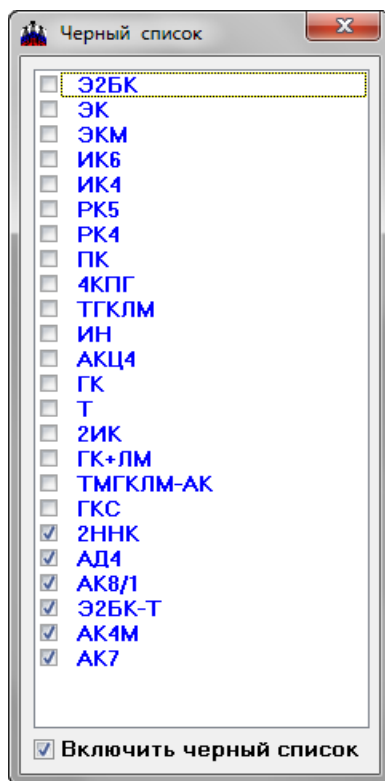 Черный список
Э2БК
ЭК
ЭКМ
ИК6
ИК4
РК5
РК4
ПК
4КПГ
ТГКЛМ
ИН
АКЦ4
ГК
Т
2ИК
ГК+ЛМ
ТМГКЛМ-АК
ГКС
2ННК
АД4
АК8/1
Э2БК-Т
АК4М
АК7
Включить черный список